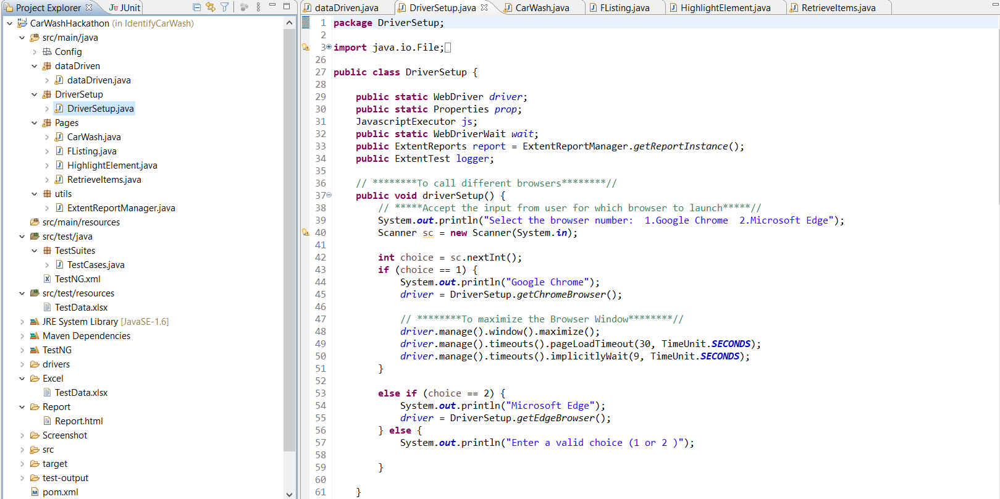 Project Explorer
JUnit
CarWashHackathon (in IdentifyCarWash)
src/main/java
Config
dataDriven
dataDriven.java
DriverSetup
DriverSetup.java
Pages
CarWash.java
FListing.java
HighlightElement.java
RetrieveItems.java
utils
ExtentReportManager.java
src/main/resources
src/test/java
TestSuites
TestCases.java
TestNG.xml
src/test/resources
TestData.xlsx
JRE System Library [JavaSE-1.6]
Maven Dependencies
TestNG
drivers
Excel
TestData.xlsx
Report
Report.html
Screenshot
src
target
test-output
pom.xml
dataDriven.java DriverSetup.java CarWash.java FListing.java HighlightElement.java RetrieveItems.java
1 package DriverSetup;
2
3 import java.io.File;
26
27 public class DriverSetup {
28
29 public static WebDriver driver;
30 public static Properties prop;
31 JavascriptExecutor js;
32 public static WebDriverWait wait;
33 public ExtentReports report = ExtentReportManager.getReportInstance();
34 public ExtentTest logger;
35
36 // ********To call different browsers********//
37 public void driverSetup() {
38 // *****Accept the input from user for which browser to launch*****//
39 System.out.println("Select the browser number:  1.Google Chrome  2.Microsoft Edge");
40 Scanner sc = new Scanner(System.in);
41
42 int choice = sc.nextInt();
43 if (choice == 1) {
44 System.out.println("Google Chrome");
45 driver = DriverSetup.getChromeBrowser();
46
47 // ********To maximize the Browser Window********//
48 driver.manage().window().maximize();
49 driver.manage().timeouts().pageLoadTimeout(30, TimeUnit.SECONDS);
50 driver.manage().timeouts().implicitlyWait(9, TimeUnit.SECONDS);
51 }
52
53 else if (choice == 2) {
54 System.out.println("Microsoft Edge");
55 driver = DriverSetup.getEdgeBrowser();
56 } else {
57 System.out.println("Enter a valid choice (1 or 2 )");
58
59 }
60
61 }